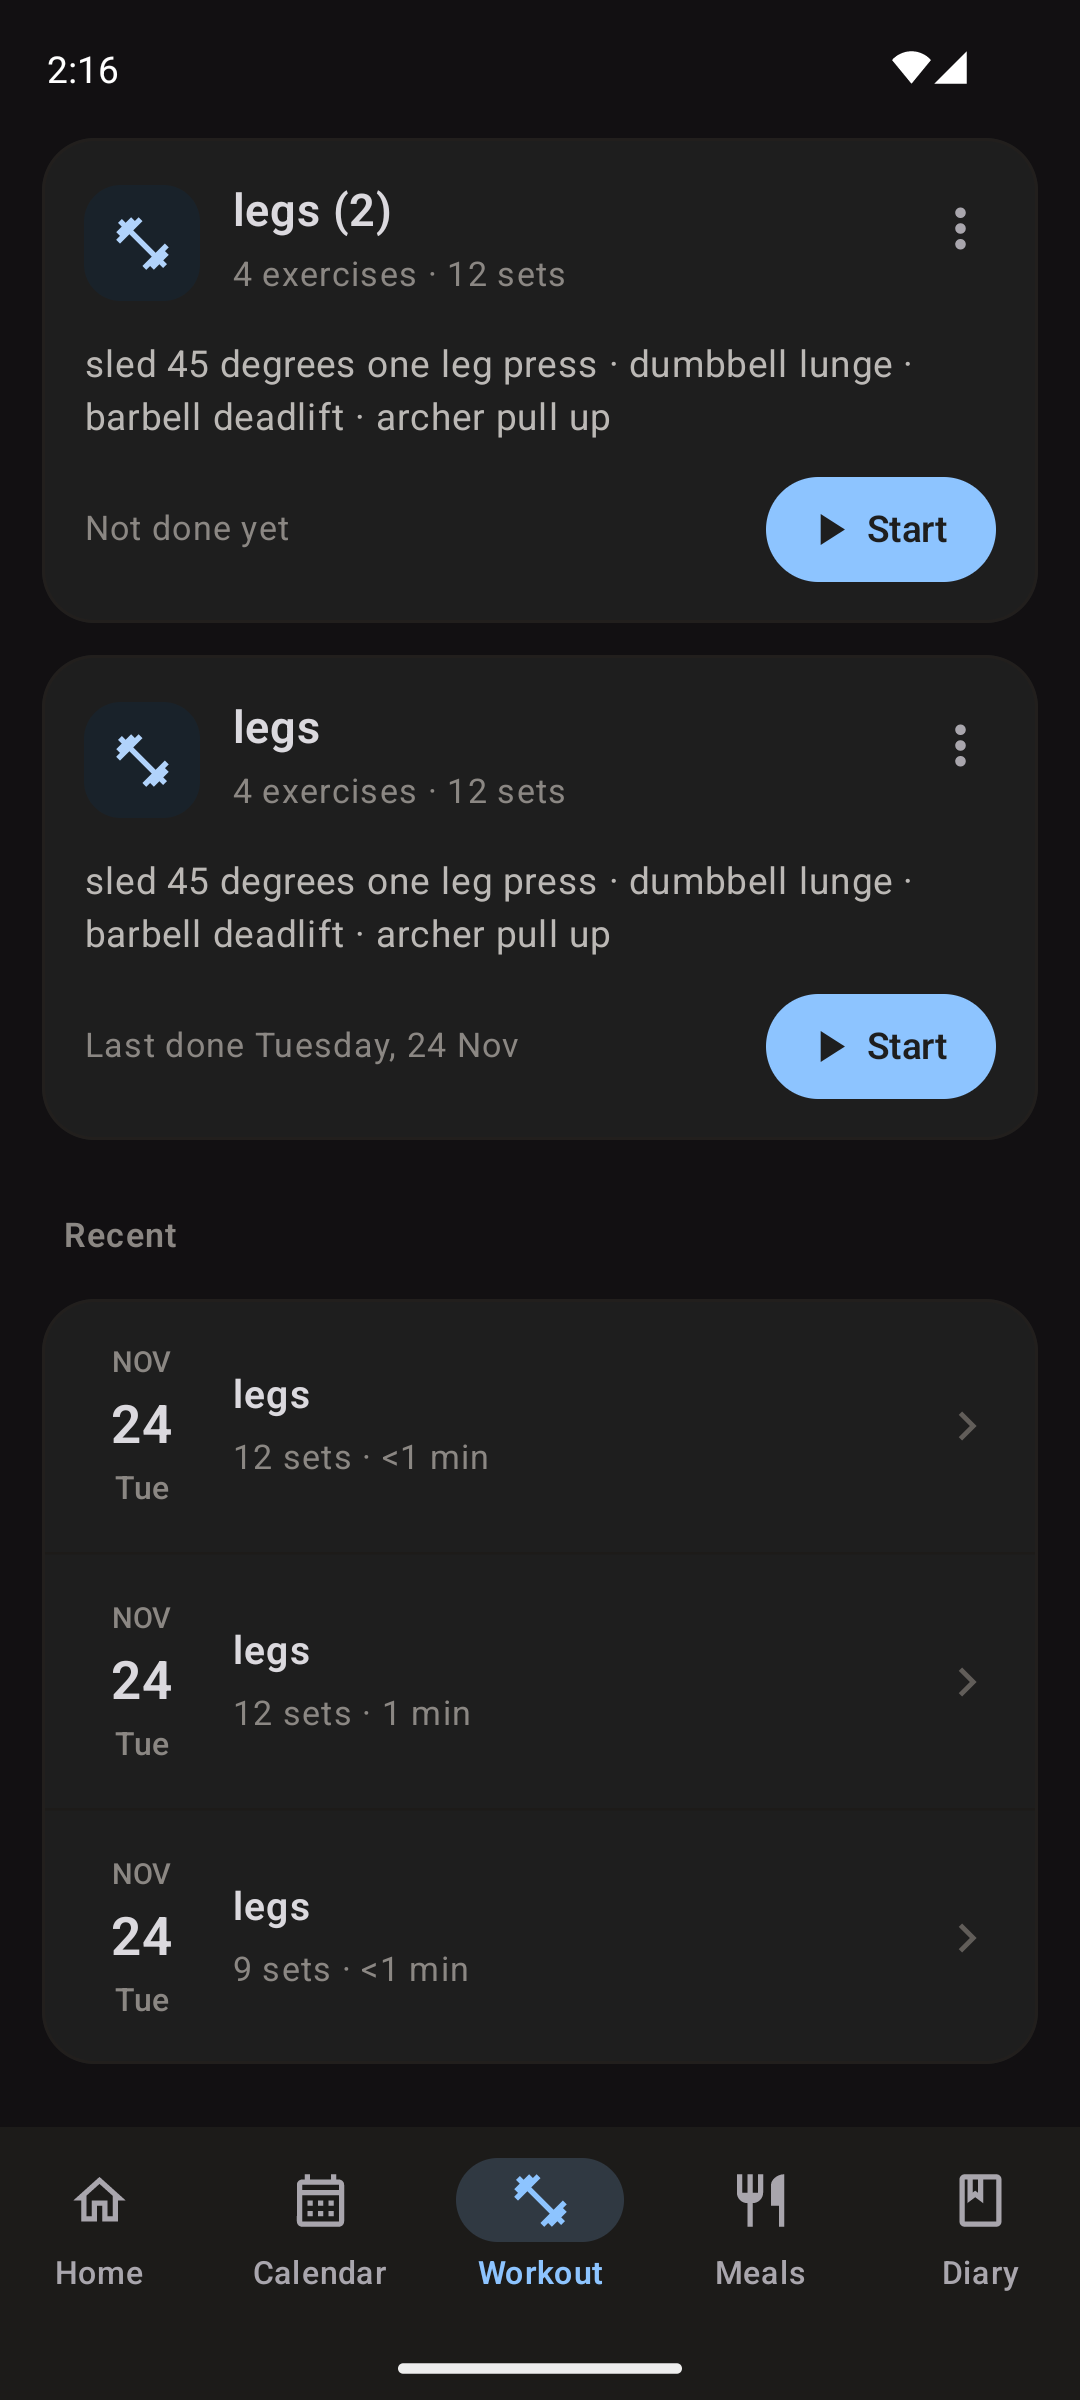 2:16
legs (2)
4 exercises · 12 sets
sled 45 degrees one leg press · dumbbell lunge ·
barbell deadlift · archer pull up
Not done yet
Start
legs
4 exercises · 12 sets
sled 45 degrees one leg press · dumbbell lunge ·
barbell deadlift · archer pull up
Last done Tuesday, 24 Nov
Start
Recent
NOV
24
Tue
legs
12 sets · <1 min
NOV
24
Tue
legs
12 sets · 1 min
NOV
24
Tue
legs
9 sets · <1 min
Home
Calendar
Workout
Meals
Diary